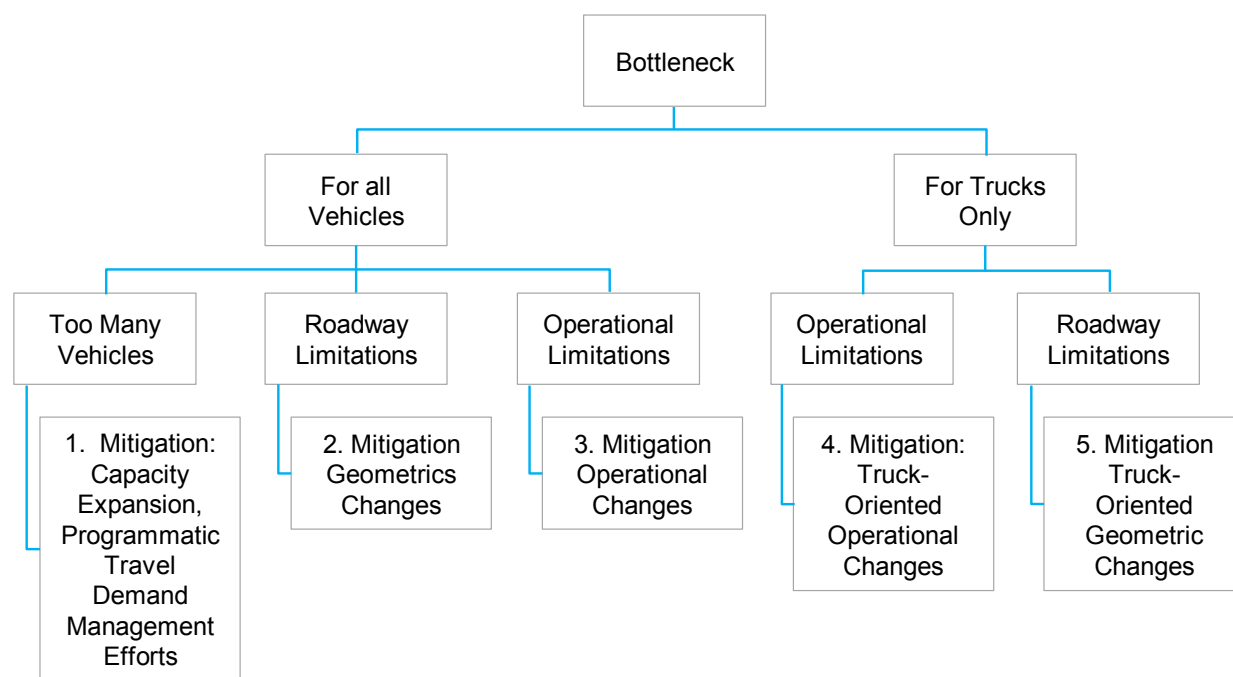 Bottleneck
For all
Vehicles
For Trucks
Only
Too Many
Vehicles
Roadway
Limitations
Operational
Limitations
Operational
Limitations
Roadway
Limitations
1. Mitigation:
Capacity
Expansion,
Programmatic
Travel
Demand
Management
Efforts
2. Mitigation
Geometrics
Changes
3. Mitigation
Operational
Changes
4. Mitigation:
Truck-
Oriented
Operational
Changes
5. Mitigation
Truck-
Oriented
Geometric
Changes